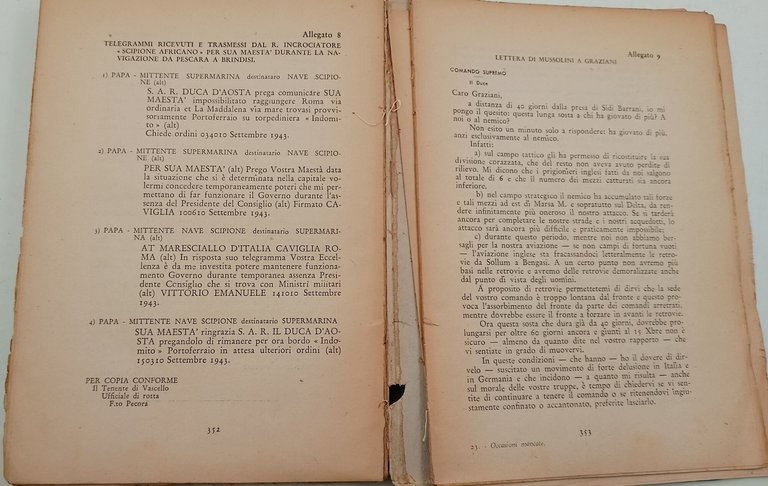 Allegato 8
TELEGRAMMI RICEVUTI E TRASMESSI DAL R. INCROCIATORE
«SCIPIONE AFRICANO» PER SUA MAESTA' DURANTE LA NA-
VIGAZIONE DA PESCARA A BRINDISI.
1) PAPA - MITTENTE SUPERMARINA destinataro NAVE SCIPIO-
NE (alt)
S. A. R. DUCA D'AOSTA prega comunicare SUA
MAESTA' impossibilitato raggiungere Roma via
ordinaria et La Maddalena via mare trovasi provvi-
sorsamente Portoferraio su torpediniera «Indomi-
to» (alt)
Chiede ordini 034010 Settembre 1943.
2) PAPA - MITTENTE SUPERMARINA destinatario NAVE SCIPIO-
NE (alt)
PER SUA MAESTA' (alt) Prego Vostra Maestà data
la situazione che si è determinata nella capitale vo-
lermi concedere temporaneamente poteri che mi per-
mettano di far funzionare il Governo durante l'as-
senza del Presidente del Consiglio (alt) Firmato CA-
VIGLIA 100610 Settembre 1943.
3) PAPA - MITTENTE NAVE SCIPIONE destinatario SUPERMARI-
NA (alt)
AT MARESCIALLO D'ITALIA CAVIGLIA RO-
MA (alt) In risposta suo telegramma Vostra Eccel-
lenza è da me investita potere mantenere funziona-
mento Governo durante temporanea assenza Presi-
dente Consiglio che si trova con Ministri militari
(alt) VITTORIO EMANUELE 141010 Settembre
1943.
4) PAPA - MITTENTE NAVE SCIPIONE destinatario SUPERMARINA
SUA MAESTA' ringrazia S. A. R. IL DUCA D'AO-
STA pregandolo di rimanere per ora bordo «Indo-
mito» Portoferraio in attesa ulteriori ordini (alt)
150310 Settembre 1943.
PER COPIA CONFORME
Il Tenente di Vascello
Ufficiale di rotta
F.to Pecora
352
Allegato 9
LETTERA DI MUSSOLINI A GRAZIANI
COMANDO SUPREMO
Il Duce
Caro Graziani,
a distanza di 40 giorni dalla presa di Sidi Barrani, io mi
pongo il quesito: questa lunga sosta a chi ha giovato di più? A
noi o al nemico?
Non esito un minuto solo a rispondere: ha giovato di più,
anzi esclusivamente al nemico.
Infatti:
a) sul campo tattico gli ha permesso di ricostituire la sua
divisione corazzata, che del resto non aveva avuto perdite di
rilievo. Mi dicono che i prigionieri inglesi fatti da noi salgono
al totale di 6 e che il numero dei mezzi catturati sia ancora
inferiore.
b) nel campo strategico il nemico ha accumulato tali forze
e tali mezzi ad est di Marsa M. e sopratutto sul Delta, da ren-
dere infinitamente più oneroso il nostro attacco. Se si tarderà
ancora per completare le nostre strade e i nostri acquedotti, lo
attacco sarà ancora più difficile e praticamente impossibile;
c) durante questo periodo, mentre noi non abbiamo ber-
sagli per la nostra aviazione — se non campi di fortuna vuoti
— l'aviazione inglese sta fracassandoci letteralmente le retro-
vie da Sollum a Bengasi. A un certo punto non avremo più
basi nelle retrovie e avremo delle retrovie demoralizzate anche
dal punto di vista degli uomini.
A proposito di retrovie permettetemi di dirvi che la sede
del vostro comando è troppo lontana dal fronte e questo pro-
voca l'assorbimento del fronte da parte dei comandi arretrati,
mentre dovrebbe essere il fronte a forzare in avanti le retrovie.
Ora questa sosta che dura già da 40 giorni, dovrebbe pro-
lungarsi per oltre 60 giorni ancora e giunti al 15 Xbre non è
sicuro — almeno da quanto dite nel vostro rapporto — che
vi sentiate in grado di muovervi.
In queste condizioni — che hanno — ho il dovere di dir-
velo — suscitato un movimento di forte delusione in Italia e
in Germania e che incidono — a quanto mi risulta — anche
sul morale delle vostre truppe, è tempo di chiedervi se vi sen-
tite di continuare a tenere il comando o se ritenendovi ingiu-
stamente confinato o accantonato, preferite lasciarlo.
353
23. - Occasioni mancate.